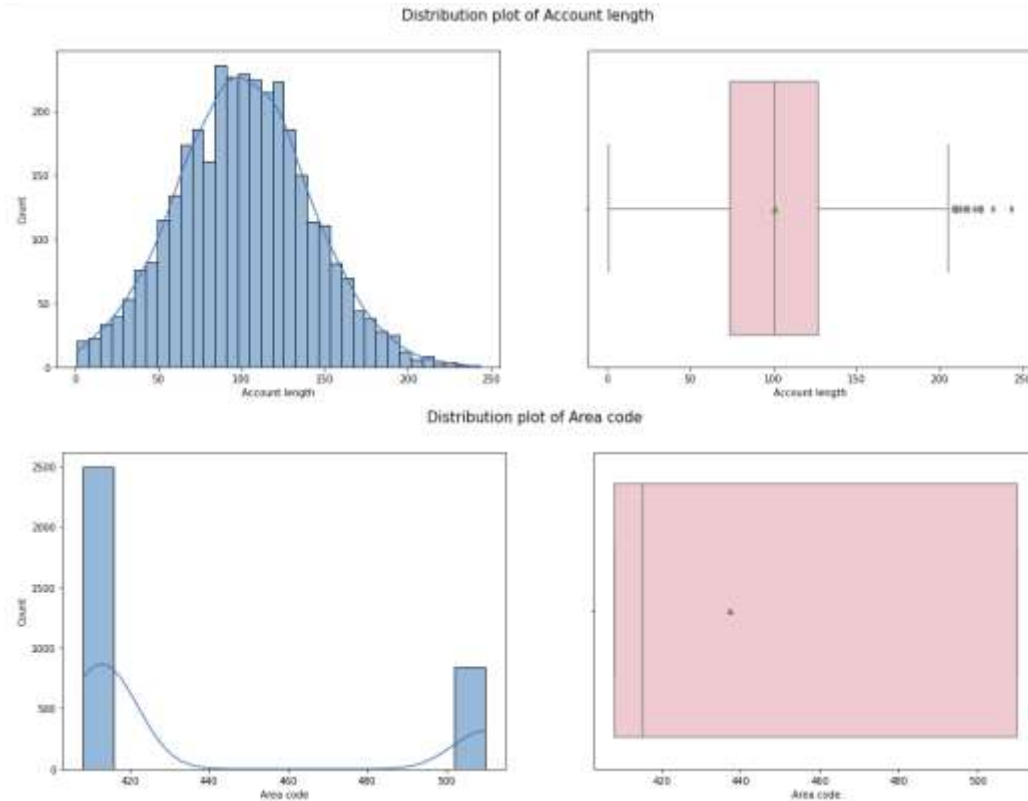 Distribution plot of Account length
200
150
100
50
0
Count
0 50 100 150 200 250
Account length
0 50 100 150 200 250
Account length
Distribution plot of Area code
2500
2000
1500
1000
500
0
Count
420 440 460 480 500
Area code
420 440 460 480 500
Area code